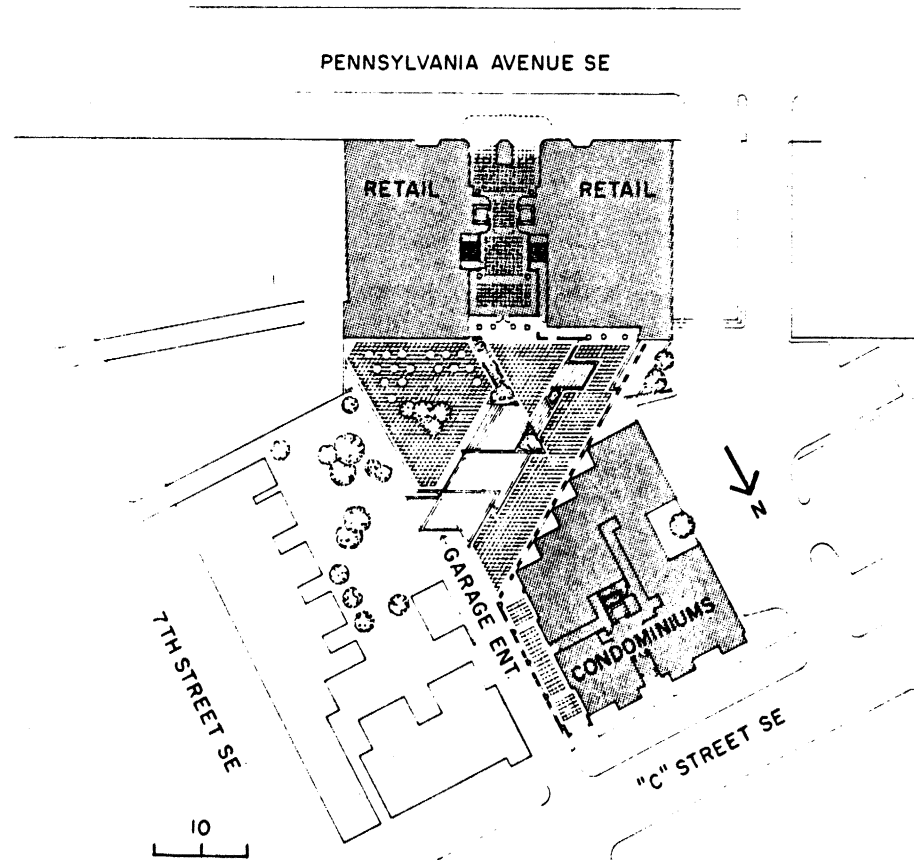 PENNSYLVANIA AVENUE SE
RETAIL
RETAIL
N
GARAGE ENT.
CONDOMINIUMS
7TH STREET SE
"C" STREET SE
10